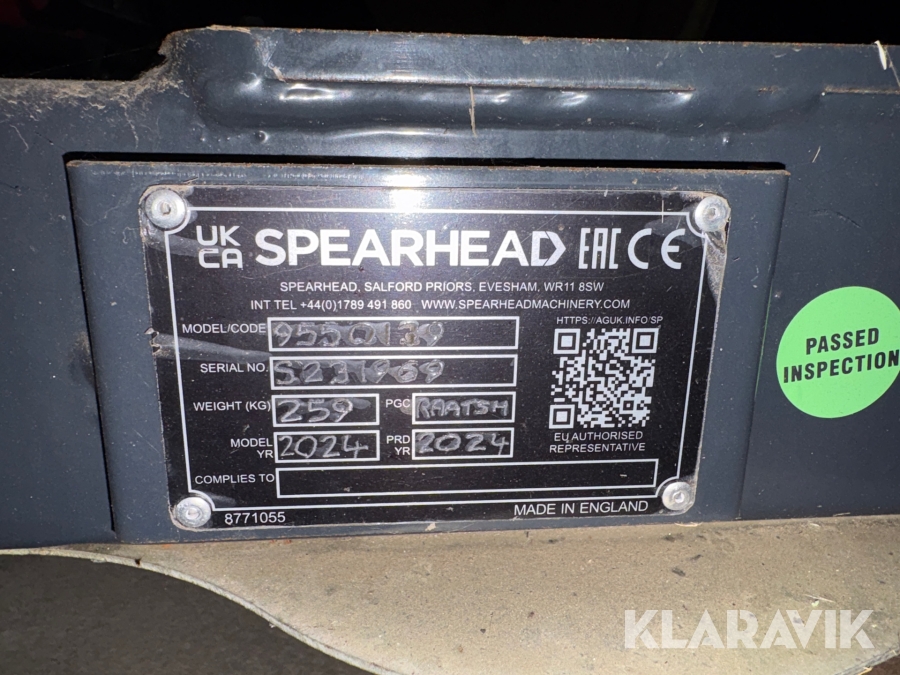 UK CA SPEARHEAD EAC CE
SPEARHEAD, SALFORD PRIORS, EVESHAM, WR11 8SW
INT TEL +44(0)1789 491 860 WWW.SPEARHEADMACHINERY.COM
MODEL/CODE 9550139
HTTPS://AGUK.INFO/SP
SERIAL NO.
WEIGHT (KG) 259 PGC RAATSH
MODEL YR 2024 PRD YR 2024
EU AUTHORISED
REPRESENTATIVE
COMPLIES TO
8771055 MADE IN ENGLAND
PASSED
INSPECTION
KLARAVIK